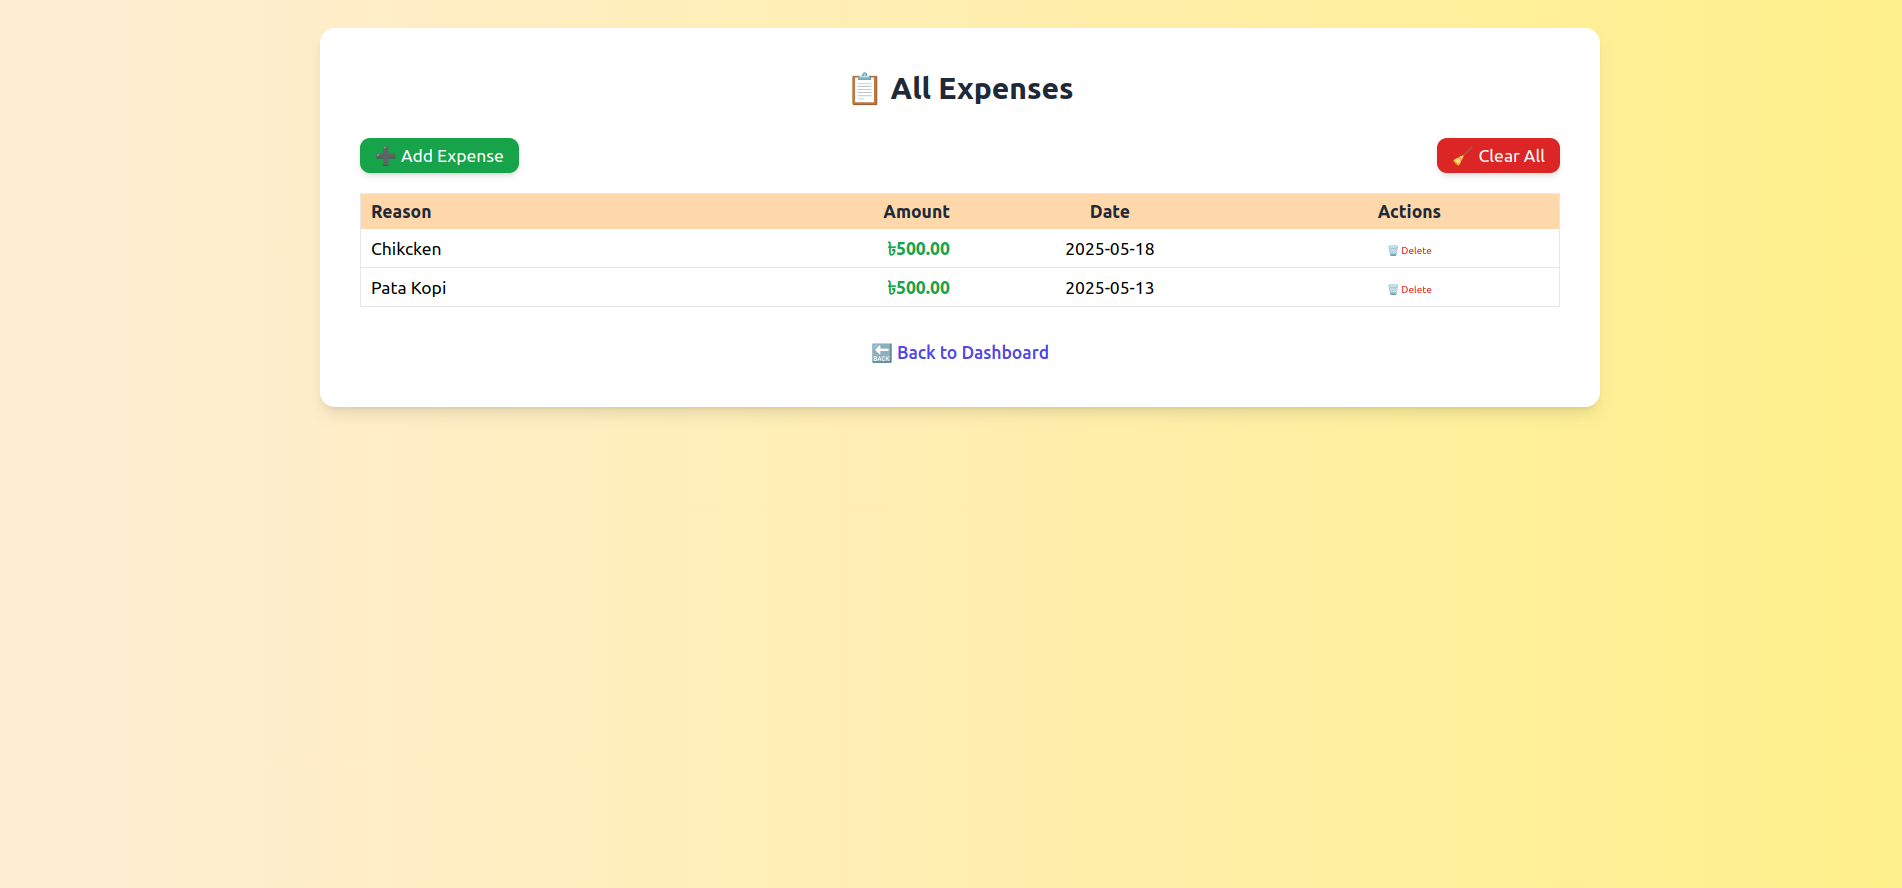 📋 All Expenses
➕ Add Expense 🧹 Clear All
Reason Amount Date Actions
Chikcken ৳500.00 2025-05-18 🗑️ Delete
Pata Kopi ৳500.00 2025-05-13 🗑️ Delete
🔙 Back to Dashboard